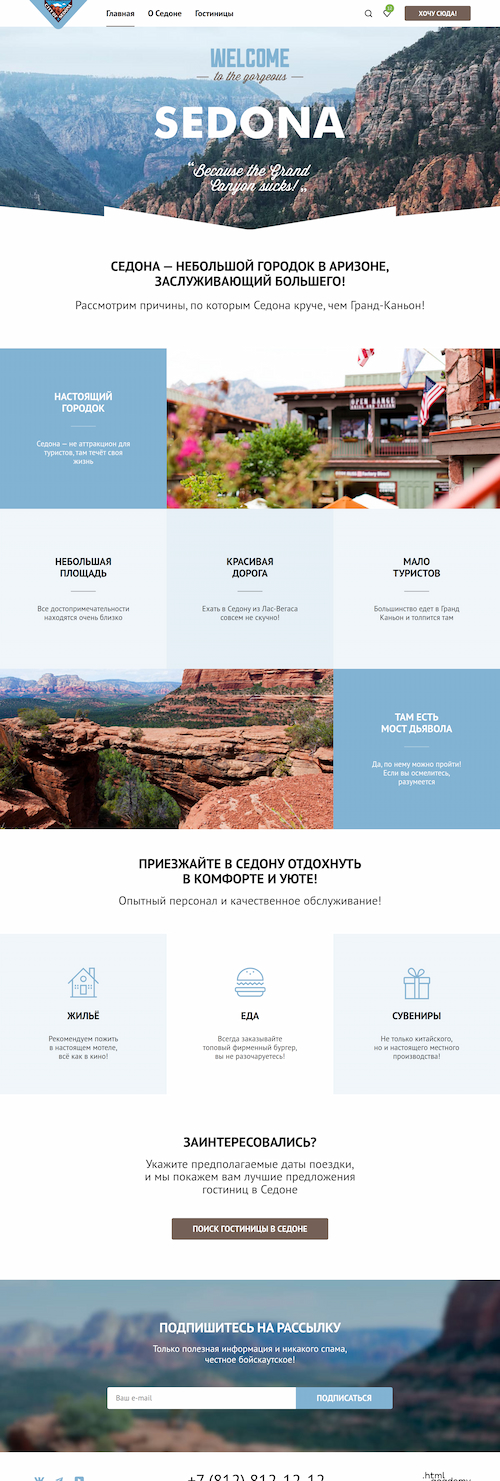 Главная О Седоне Гостиницы ХОЧУ СЮДА!
WELCOME
to the gorgeous
SEDONA
“Because the Grand
Canyon sucks!”
СЕДОНА — НЕБОЛЬШОЙ ГОРОДОК В АРИЗОНЕ,
ЗАСЛУЖИВАЮЩИЙ БОЛЬШЕГО!
Рассмотрим причины, по которым Седона круче, чем Гранд-Каньон!
НАСТОЯЩИЙ
ГОРОДОК
Седона — не аттракцион для
туристов, там течёт своя
жизнь
OPEN RANGE
НЕБОЛЬШАЯ
ПЛОЩАДЬ
Все достопримечательности
находятся очень близко
КРАСИВАЯ
ДОРОГА
Ехать в Седону из Лас-Вегаса
совсем не скучно!
МАЛО
ТУРИСТОВ
Большинство едет в Гранд
Каньон и толпится там
ТАМ ЕСТЬ
МОСТ ДЬЯВОЛА
Да, по нему можно пройти!
Если вы осмелитесь,
разумеется
ПРИЕЗЖАЙТЕ В СЕДОНУ ОТДОХНУТЬ
В КОМФОРТЕ И УЮТЕ!
Опытный персонал и качественное обслуживание!
ЖИЛЬЁ
Рекомендуем пожить
в настоящем мотеле,
всё как в кино!
ЕДА
Всегда заказывайте
топовый фирменный бургер,
вы не разочаруетесь!
СУВЕНИРЫ
Не только китайского,
но и настоящего местного
производства!
ЗАИНТЕРЕСОВАЛИСЬ?
Укажите предполагаемые даты поездки,
и мы покажем вам лучшие предложения
гостиниц в Седоне
ПОИСК ГОСТИНИЦЫ В СЕДОНЕ
ПОДПИШИТЕСЬ НА РАССЫЛКУ
Только полезная информация и никакого спама,
честное бойскаутское!
Ваш e-mail ПОДПИСАТЬСЯ
+7 (812) 812-12-12 .html